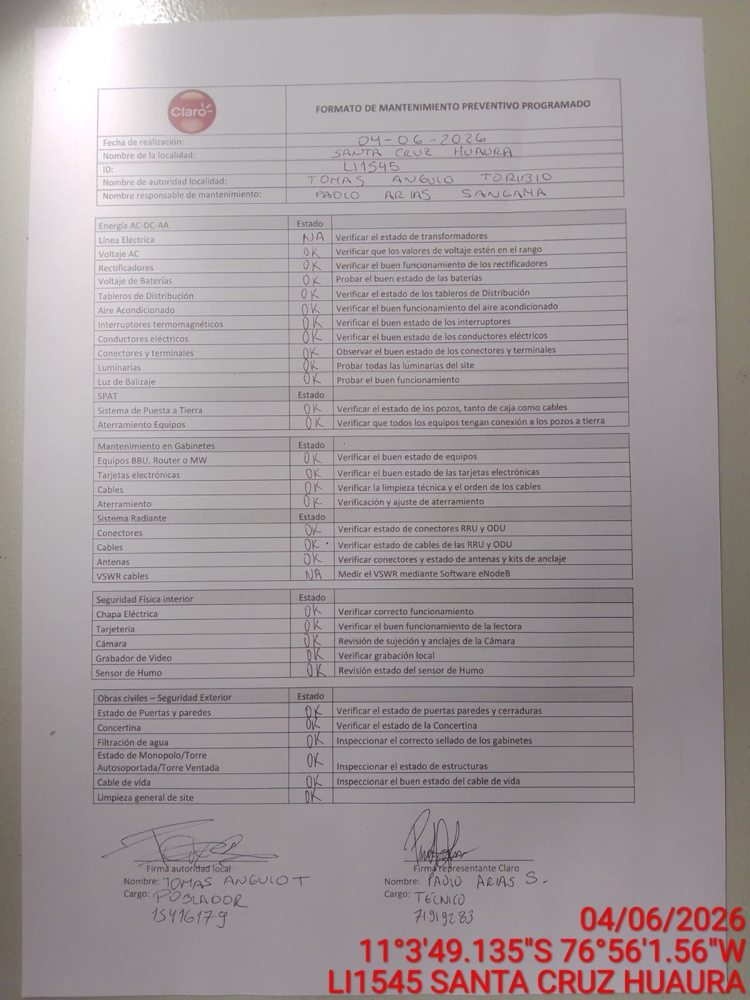 Claro
FORMATO DE MANTENIMIENTO PREVENTIVO PROGRAMADO
Fecha de realización: 04-06-2026
Nombre de la localidad: SANTA CRUZ HUAURA
ID: LI1545
Nombre de autoridad localidad: TOMAS ANGULO TORIBIO
Nombre responsable de mantenimiento: PAOLO ARIAS SANGAMA
Energía AC-DC-AA Estado
Línea Eléctrica NA Verificar el estado de transformadores
Voltaje AC OK Verificar que los valores de voltaje estén en el rango
Rectificadores OK Verificar el buen funcionamiento de los rectificadores
Voltaje de Baterías OK Probar el buen estado de las baterías
Tableros de Distribución OK Verificar el estado de los tableros de Distribución
Aire Acondicionado OK Verificar el buen funcionamiento del aire acondicionado
Interruptores termomagnéticos OK Verificar el buen estado de los interruptores
Conductores eléctricos OK Verificar el buen estado de los conductores eléctricos
Conectores y terminales OK Observar el buen estado de los conectores y terminales
Luminarias OK Probar todas las luminarias del site
Luz de Balizaje OK Probar el buen funcionamiento
SPAT Estado
Sistema de Puesta a Tierra OK Verificar el estado de los pozos, tanto de caja como cables
Aterramiento Equipos OK Verificar que todos los equipos tengan conexión a los pozos a tierra
Mantenimiento en Gabinetes Estado
Equipos BBU, Router o MW OK Verificar el buen estado de equipos
Tarjetas electrónicas OK Verificar el buen estado de las tarjetas electrónicas
Cables OK Verificar la limpieza técnica y el orden de los cables
Aterramiento OK Verificación y ajuste de aterramiento
Sistema Radiante Estado
Conectores OK Verificar estado de conectores RRU y ODU
Cables OK Verificar estado de cables de las RRU y ODU
Antenas OK Verificar conectores y estado de antenas y kits de anclaje
VSWR cables NA Medir el VSWR mediante Software eNodeB
Seguridad Física interior Estado
Chapa Eléctrica OK Verificar correcto funcionamiento
Tarjetería OK Verificar el buen funcionamiento de la lectora
Cámara OK Revisión de sujeción y anclajes de la Cámara
Grabador de Video OK Verificar grabación local
Sensor de Humo OK Revisión estado del sensor de Humo
Obras civiles – Seguridad Exterior Estado
Estado de Puertas y paredes OK Verificar el estado de puertas paredes y cerraduras
Concertina OK Verificar el estado de la Concertina
Filtración de agua OK Inspeccionar el correcto sellado de los gabinetes
Estado de Monopolo/Torre
Autosoportada/Torre Ventada OK Inspeccionar el estado de estructuras
Cable de vida OK Inspeccionar el buen estado del cable de vida
Limpieza general de site OK
Firma autoridad local Firma representante Claro
Nombre: TOMAS ANGULO T Nombre: PAOLO ARIAS S.
Cargo: POBLADOR Cargo: TÉCNICO
15416179 71919283
04/06/2026
11°3'49.135"S 76°56'1.56"W
LI1545 SANTA CRUZ HUAURA